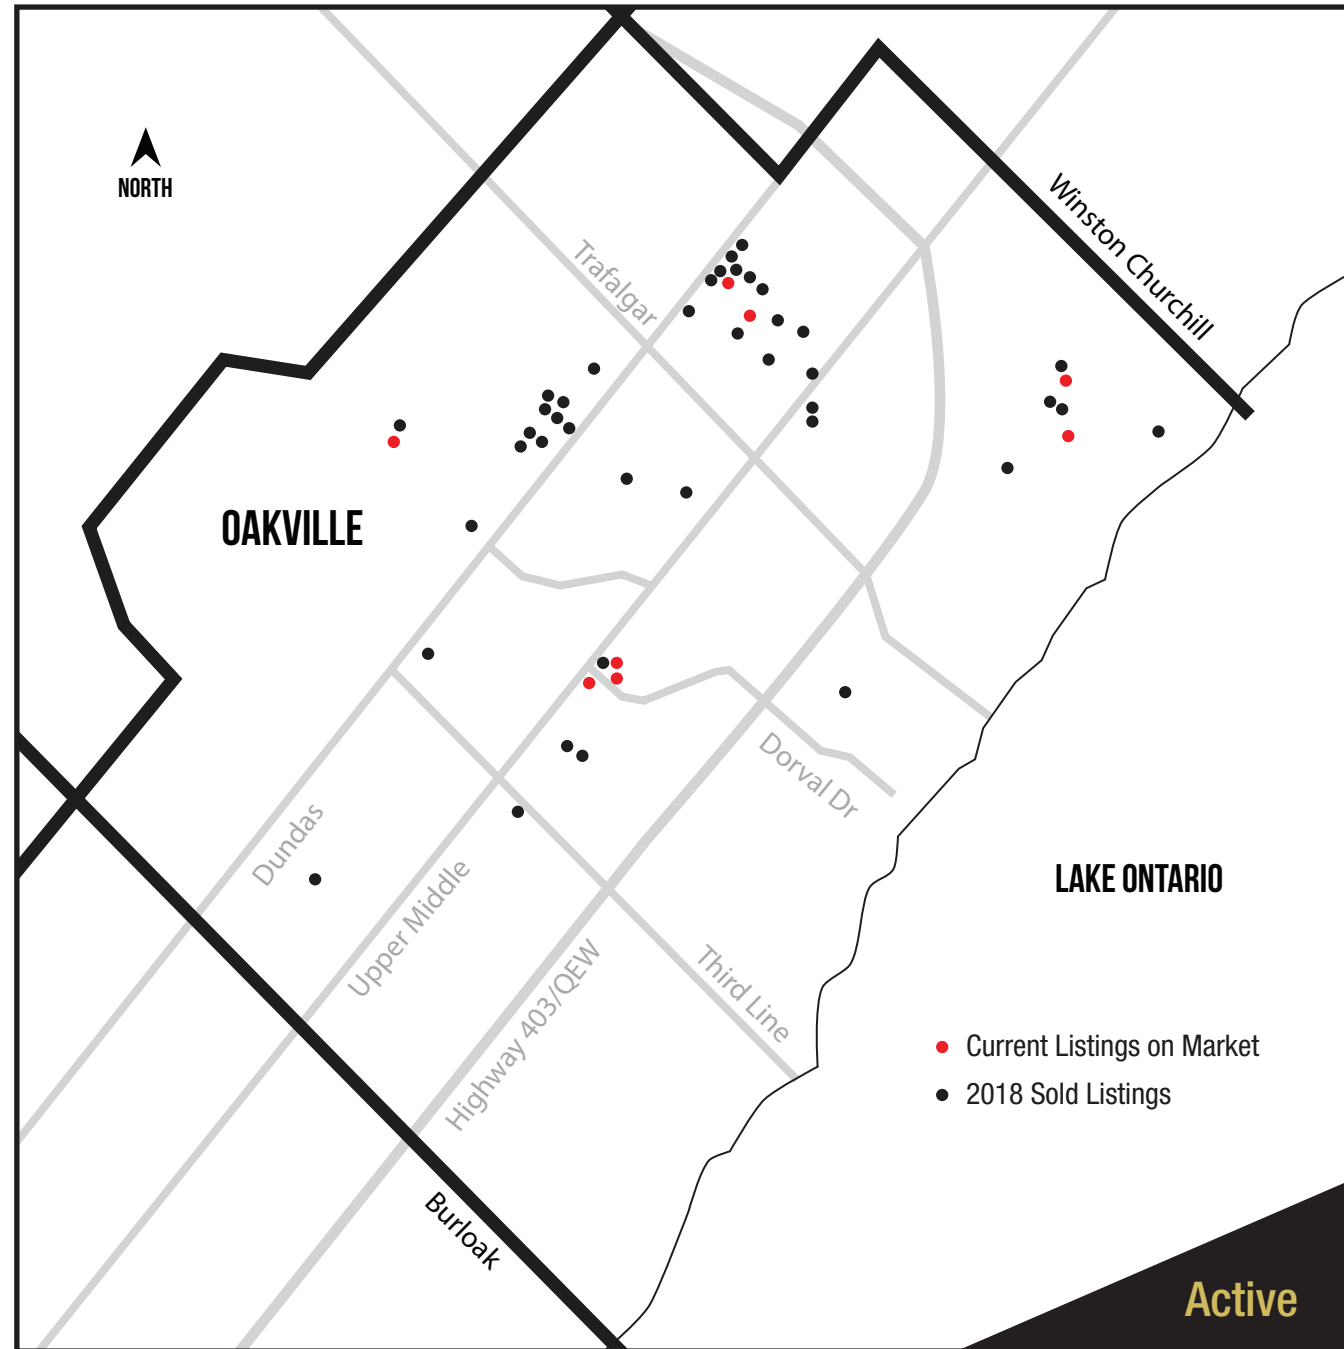 NORTH
Winston Churchill
Trafalgar
OAKVILLE
Dorval Dr
Dundas
Upper Middle
LAKE ONTARIO
Highway 403/QEW
Third Line
Current Listings on Market
2018 Sold Listings
Burloak
Active